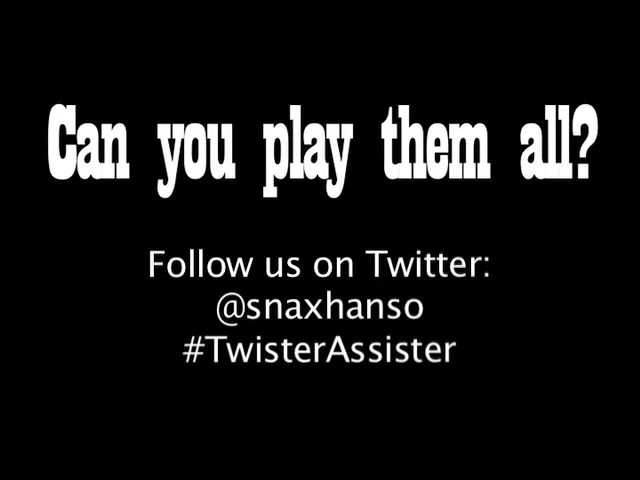 Can you play them all?
Follow us on Twitter:
@snaxhanso
#TwisterAssister